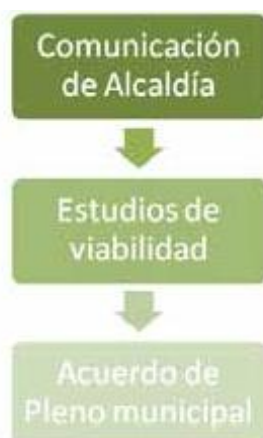 Comunicación
de Alcaldía
Estudios de
viabilidad
Acuerdo de
Pleno municipal